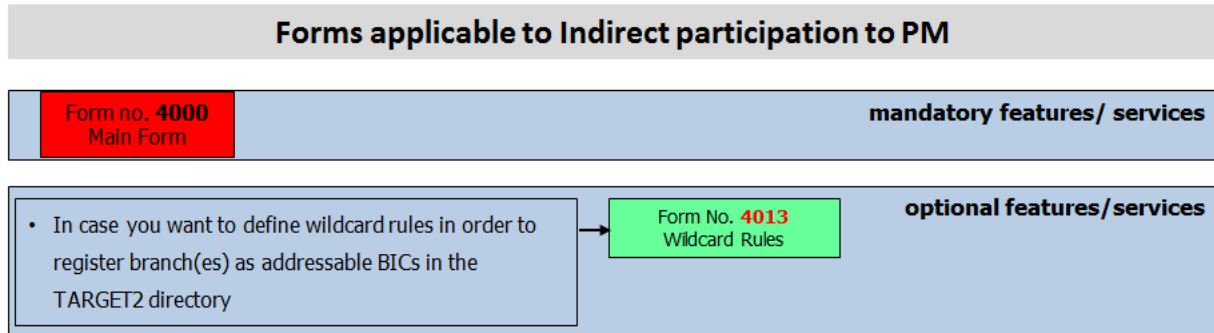 Forms applicable to Indirect participation to PM
Form no. 4000
Main Form
mandatory features/ services
optional features/services
• In case you want to define wildcard rules in order to
register branch(es) as addressable BICs in the
TARGET2 directory
Form No. 4013
Wildcard Rules